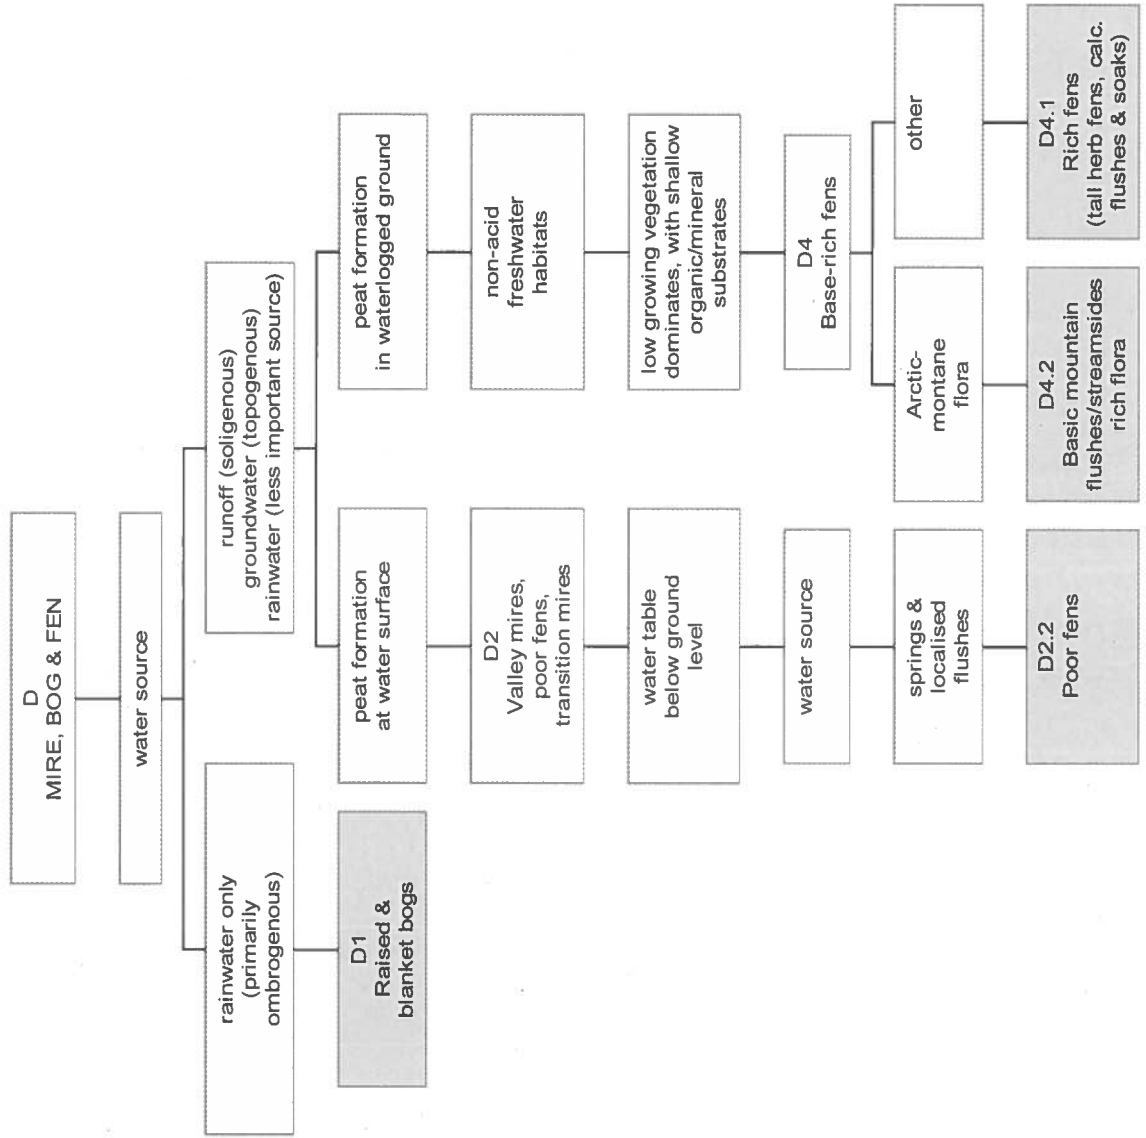 D
MIRE, BOG & FEN
water source
rainwater only
(primarily
ombrogenous)
runoff (soligenous)
groundwater (topogenous)
rainwater (less important source)
D1
Raised &
blanket bogs
peat formation
at water surface
peat formation
in waterlogged ground
D2
Valley mires,
poor fens,
transition mires
non-acid
freshwater
habitats
water table
below ground
level
low growing vegetation
dominates, with shallow
organic/mineral
substrates
water source
D4
Base-rich fens
springs &
localised
flushes
Arctic-
montane
flora
other
D2.2
Poor fens
D4.2
Basic mountain
flushes/streamsides
rich flora
D4.1
Rich fens
(tall herb fens, calc.
flushes & soaks)